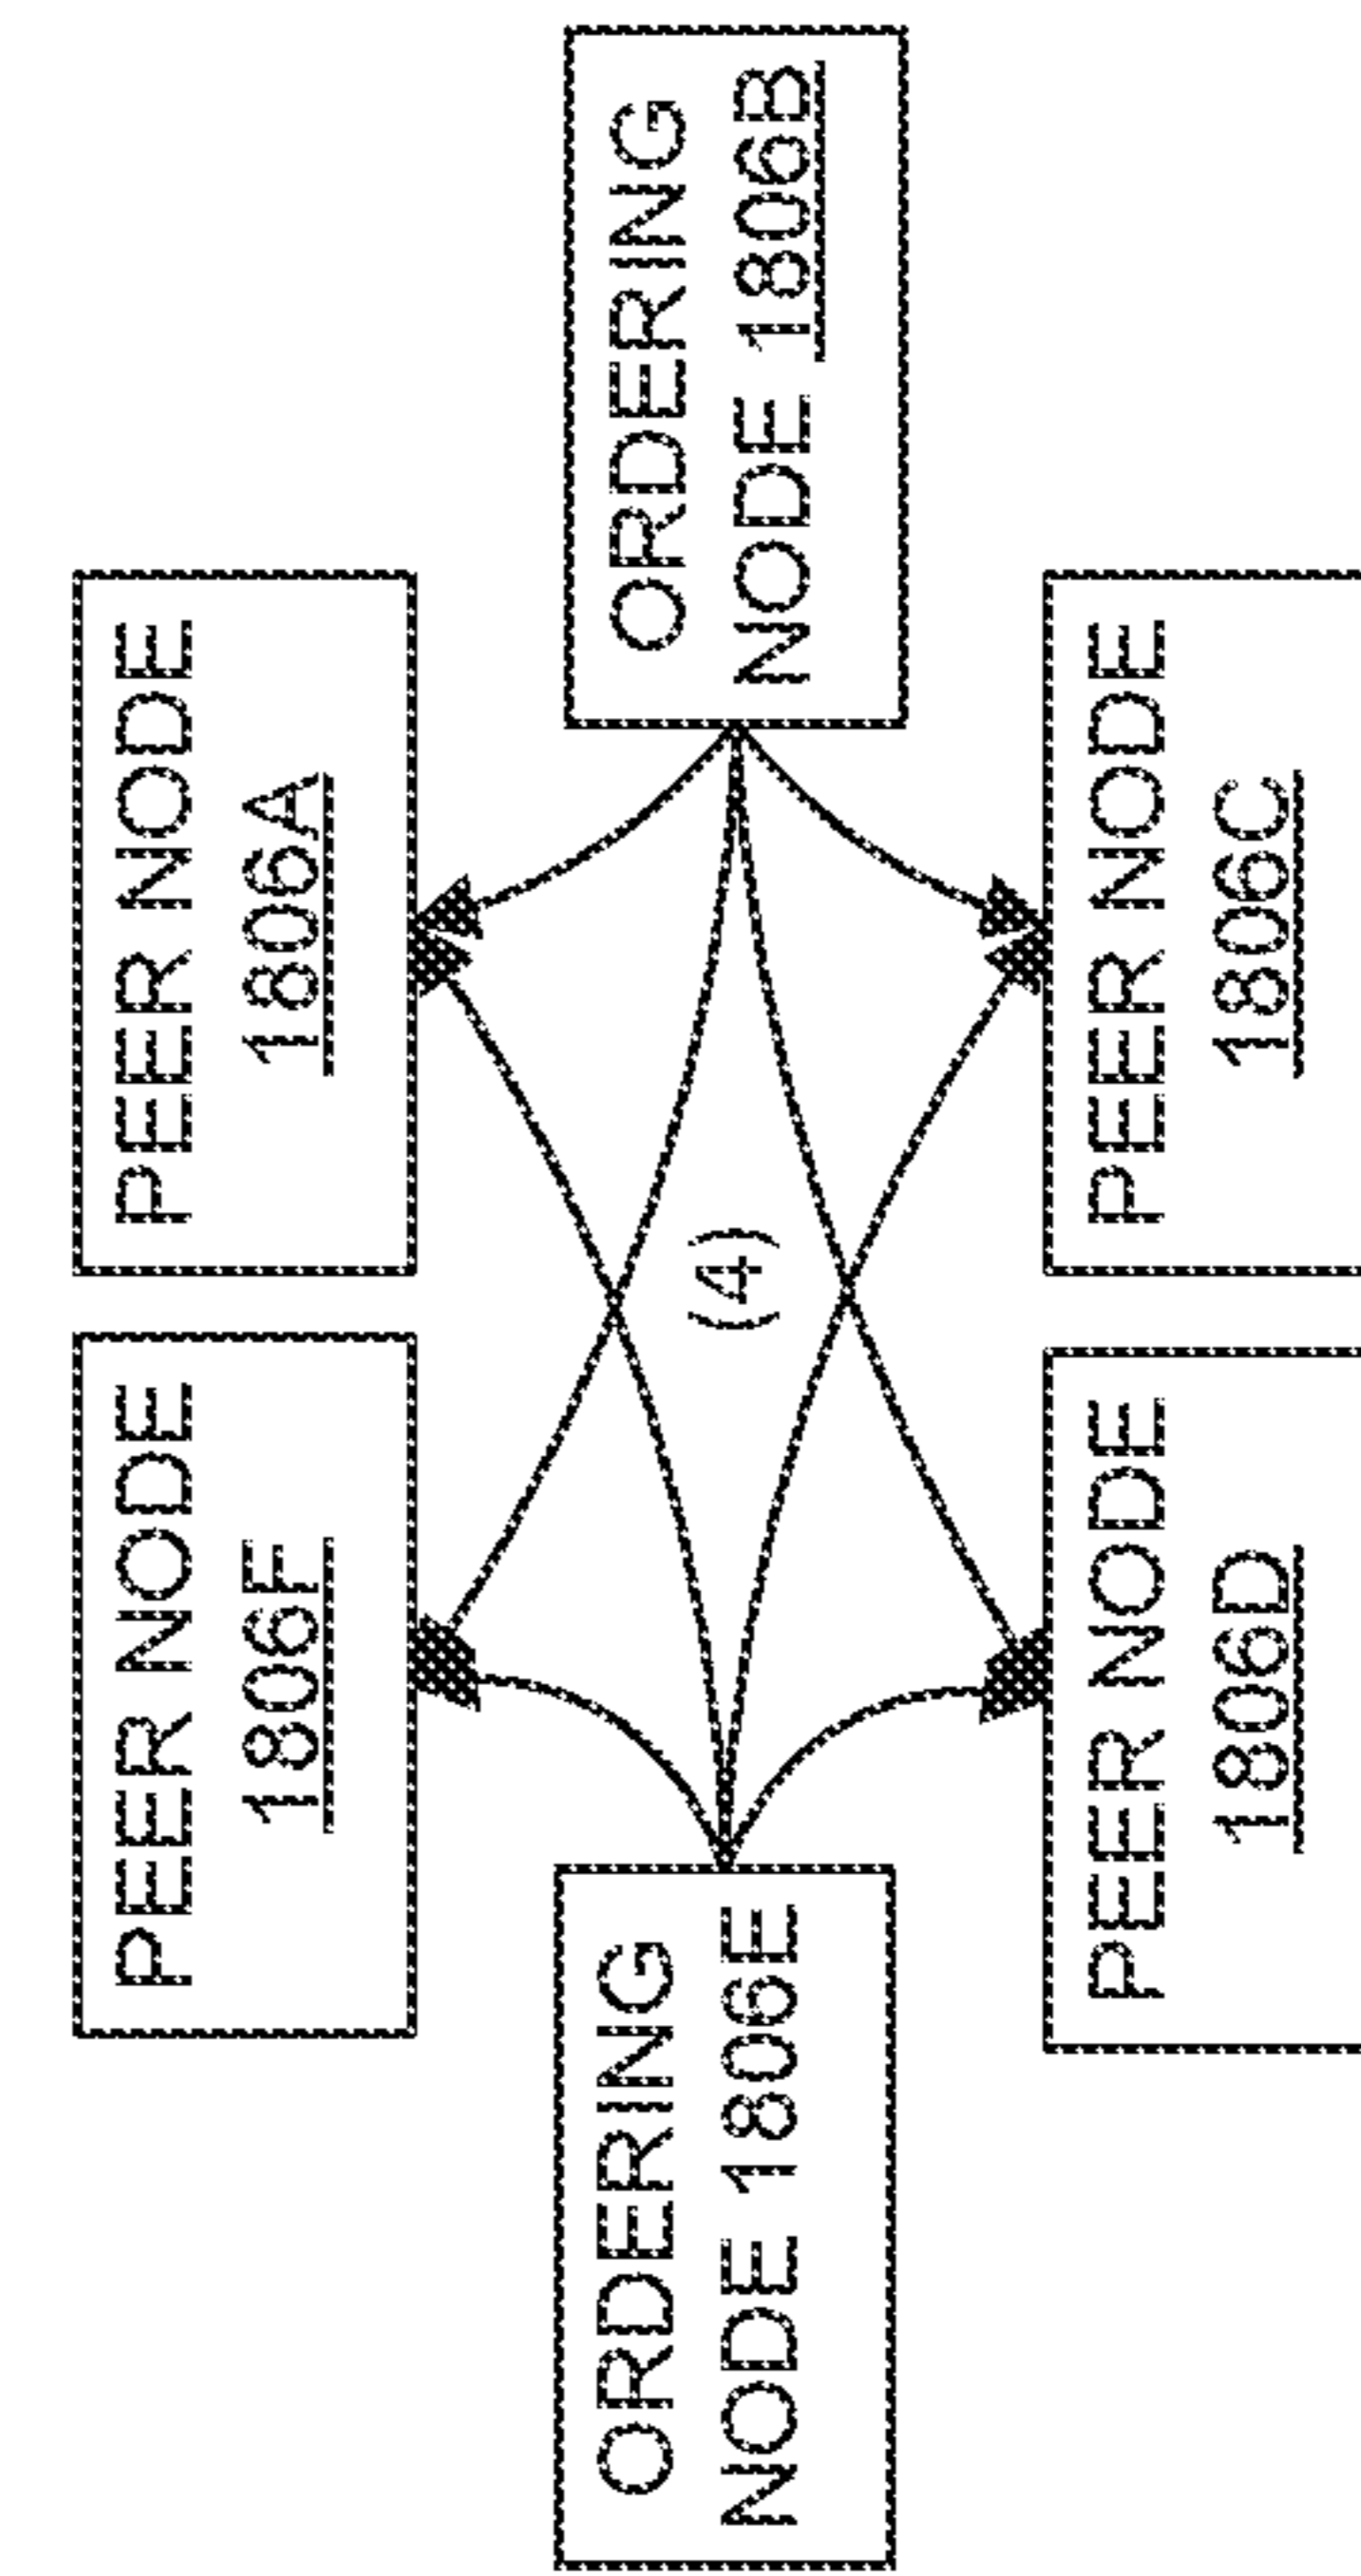 PEER NODE
1806F
PEER NODE
1806A
ORDERING
NODE 1806E
(4)
ORDERING
NODE 1806B
PEER NODE
1806D
PEER NODE
1806C